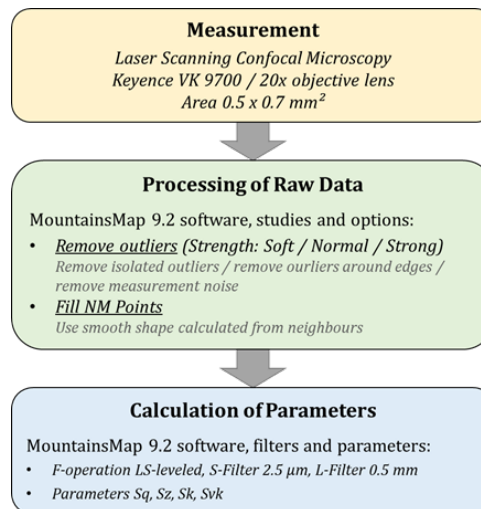 Measurement
Laser Scanning Confocal Microscopy
Keyence VK 9700 / 20x objective lens
Area 0.5 x 0.7 mm²
Processing of Raw Data
MountainsMap 9.2 software, studies and options:
• Remove outliers (Strength: Soft / Normal / Strong)
Remove isolated outliers / remove ourliers around edges /
remove measurement noise
• Fill NM Points
Use smooth shape calculated from neighbours
Calculation of Parameters
MountainsMap 9.2 software, filters and parameters:
• F-operation LS-leveled, S-Filter 2.5 μm, L-Filter 0.5 mm
• Parameters Sq, Sz, Sk, Svk